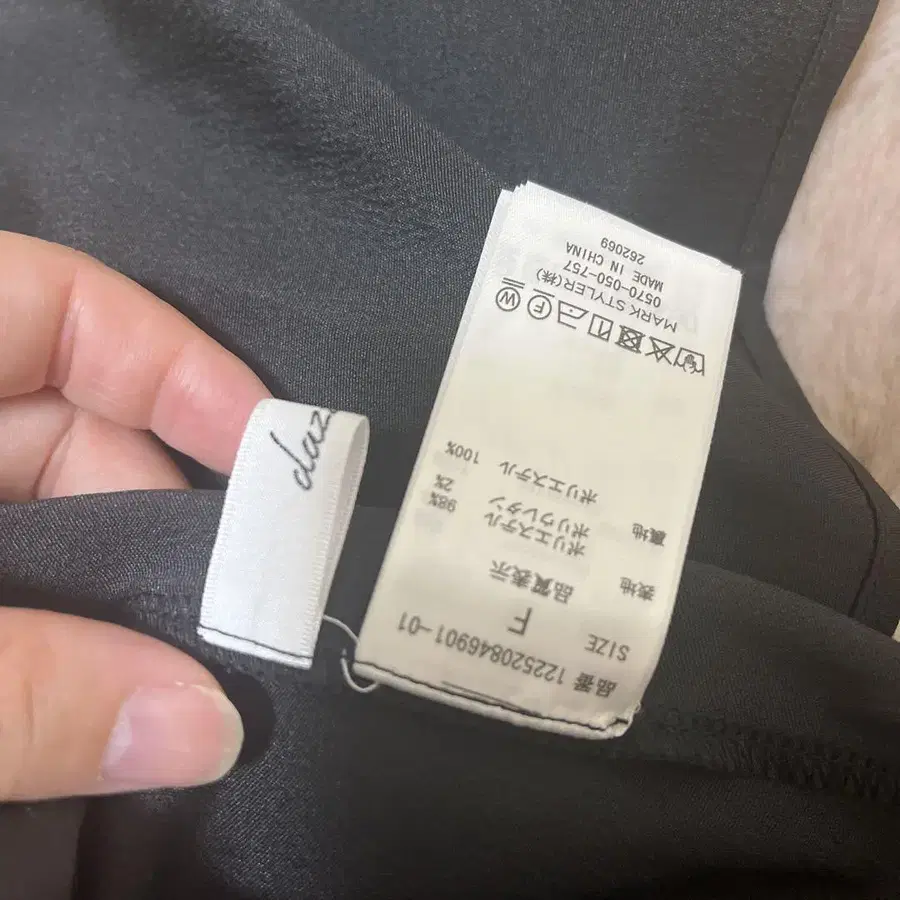 daz
品番 122520846901-01
SIZE F
品質表示
表地 ポリエステル 98%
ポリウレタン 2%
裏地 ポリエステル 100%
MARK STYLER(株)
0570-050-757
MADE IN CHINA
262069